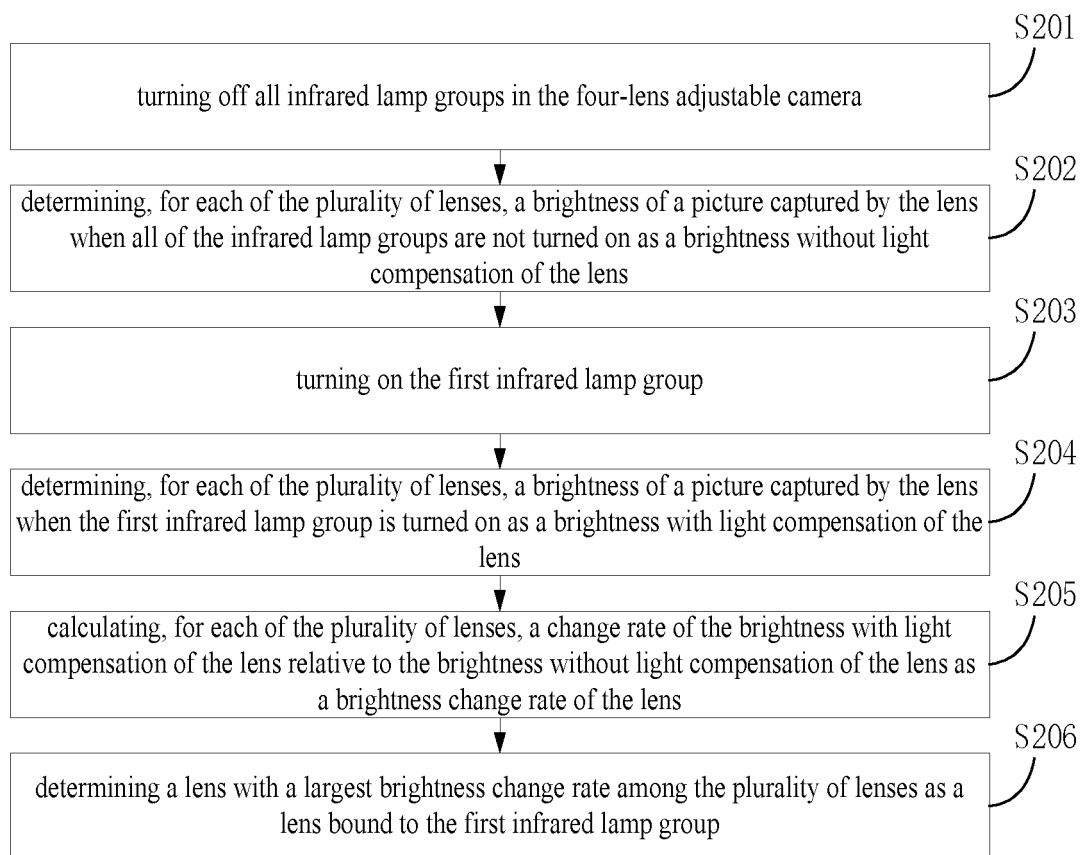 S201
turning off all infrared lamp groups in the four-lens adjustable camera
S202
determining, for each of the plurality of lenses, a brightness of a picture captured by the lens
when all of the infrared lamp groups are not turned on as a brightness without light
compensation of the lens
S203
turning on the first infrared lamp group
S204
determining, for each of the plurality of lenses, a brightness of a picture captured by the lens
when the first infrared lamp group is turned on as a brightness with light compensation of the
lens
S205
calculating, for each of the plurality of lenses, a change rate of the brightness with light
compensation of the lens relative to the brightness without light compensation of the lens as
a brightness change rate of the lens
S206
determining a lens with a largest brightness change rate among the plurality of lenses as a
lens bound to the first infrared lamp group